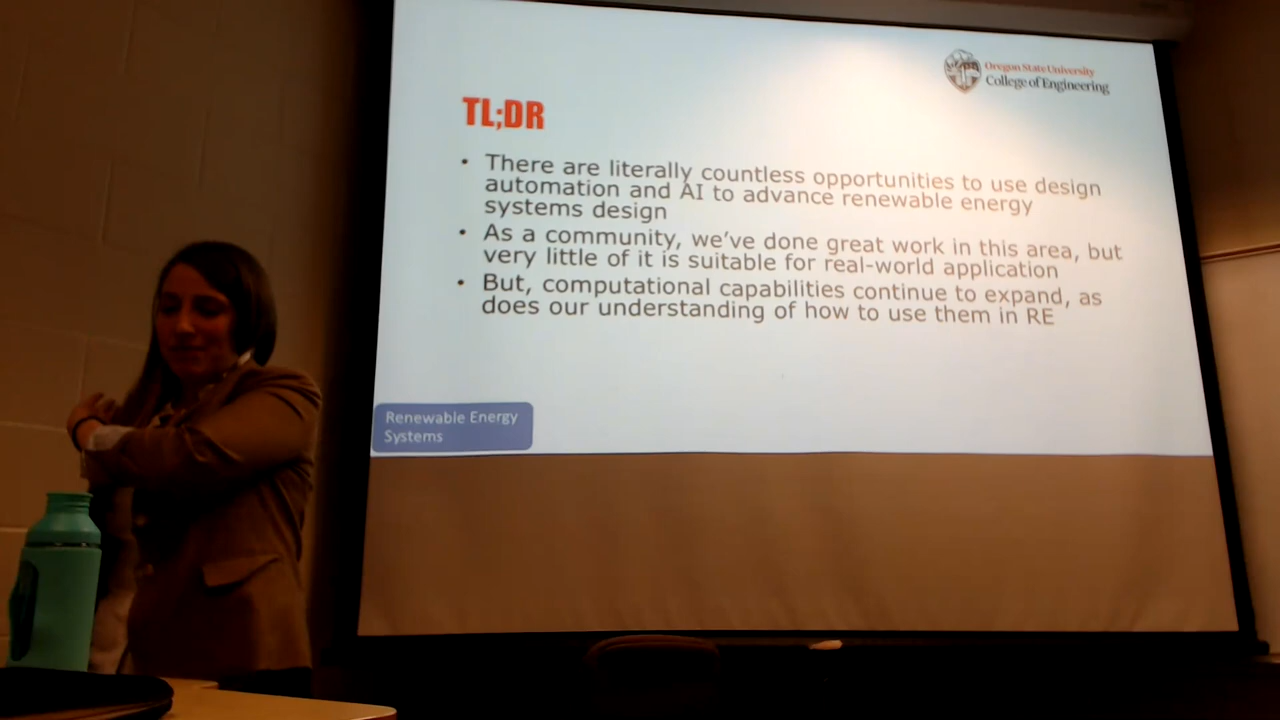 Oregon State University
College of Engineering
TL;DR
• There are literally countless opportunities to use design
automation and AI to advance renewable energy
systems design
• As a community, we've done great work in this area, but
very little of it is suitable for real-world application
• But, computational capabilities continue to expand, as
does our understanding of how to use them in RE
Renewable Energy
Systems